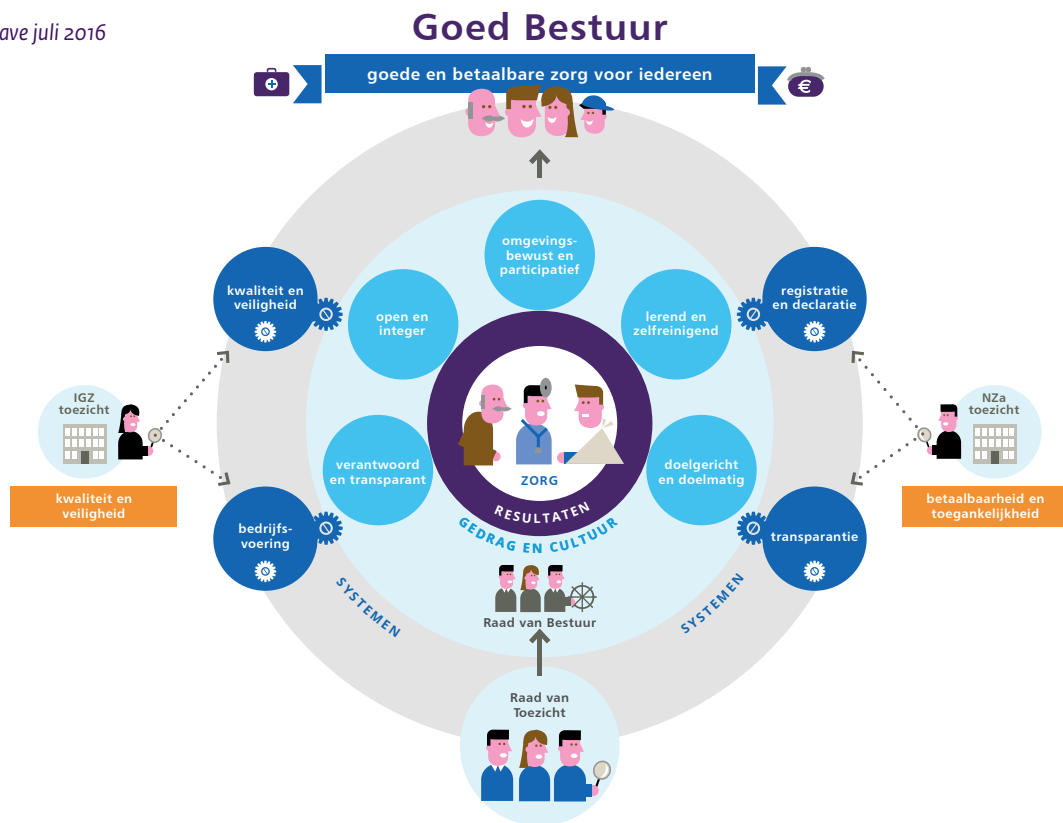 ave juli 2016
Goed Bestuur
goede en betaalbare zorg voor iedereen
€
omgevings-
bewust en
participatief
kwaliteit en
veiligheid
registratie
en declaratie
open en
integer
lerend en
zelfreinigend
IGZ
toezicht
NZa
toezicht
verantwoord
en transparant
doelgericht
en doelmatig
ZORG
RESULTATEN
GEDRAG EN CULTUUR
kwaliteit en
veiligheid
betaalbaarheid en
toegankelijkheid
bedrijfs-
voering
transparantie
SYSTEMEN
SYSTEMEN
Raad van Bestuur
Raad van
Toezicht